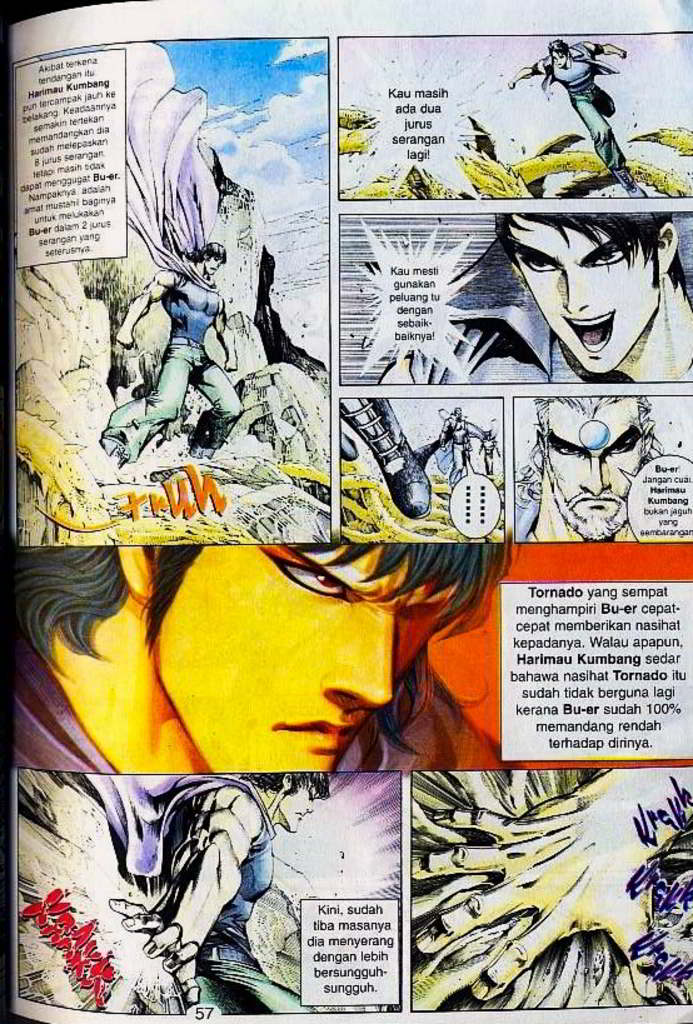 Akibat terkena
tendangan itu
Harimau Kumbang
pun tercampak jauh ke
belakang. Keadaannya
semakin tertekan
memandangkan dia
sudah melepaskan
8 jurus serangan,
tetapi masih tidak
dapat menggugat Bu-er.
Nampaknya, adalah
amat mustahil baginya
untuk melukakan
Bu-er dalam 2 jurus
serangan yang
seterusnya.
Kau masih
ada dua
jurus
serangan
lagi!
Kau mesti
gunakan
peluang tu
dengan
sebaik-
baiknya!
Bu-er
Jangan cuai.
Harimau
Kumbang
bukan jaguh
yang
sembarangan
Tornado yang sempat
menghampiri Bu-er cepat-
cepat memberikan nasihat
kepadanya. Walau apapun,
Harimau Kumbang sedar
bahawa nasihat Tornado itu
sudah tidak berguna lagi
kerana Bu-er sudah 100%
memandang rendah
terhadap dirinya.
Kini, sudah
tiba masanya
dia menyerang
dengan lebih
bersungguh-
sungguh.
57